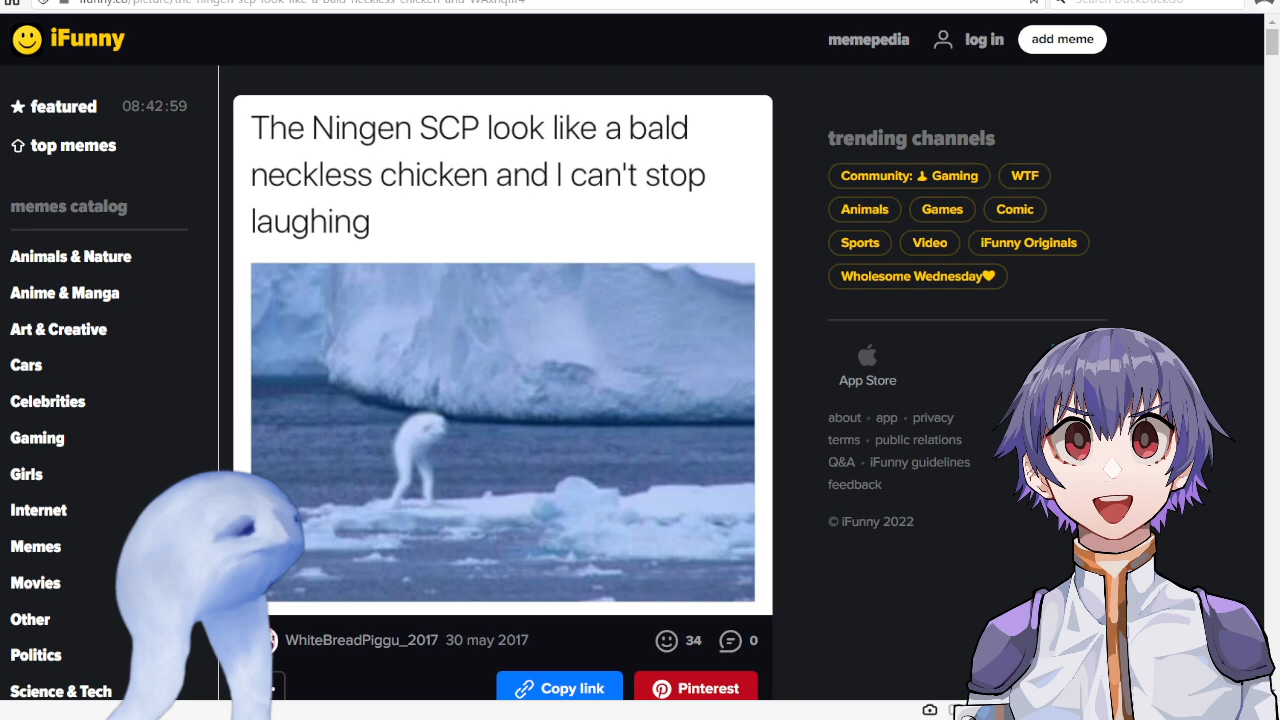 iFunny
memepedia
log in
add meme
featured 08:42:59
top memes
memes catalog
Animals & Nature
Anime & Manga
Art & Creative
Cars
Celebrities
Gaming
Girls
Internet
Memes
Movies
Other
Politics
Science & Tech
The Ningen SCP look like a bald
neckless chicken and I can't stop
laughing
WhiteBreadPiggu_2017 30 may 2017
34
0
Copy link
Pinterest
trending channels
Community: Gaming WTF
Animals Games Comic
Sports Video iFunny Originals
Wholesome Wednesday
App Store
about • app • privacy
terms • public relations
Q&A • iFunny guidelines
feedback
© iFunny 2022